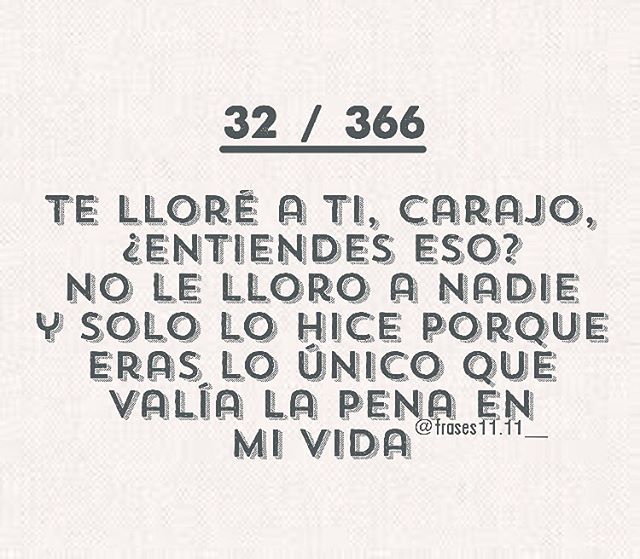 32 / 366
TE LLORÉ A TI, CARAJO,
¿ENTIENDES ESO?
NO LE LLORO A NADIE
Y SOLO LO HICE PORQUE
ERAS LO ÚNICO QUE
VALÍA LA PENA EN
MI VIDA
@frases11.11__